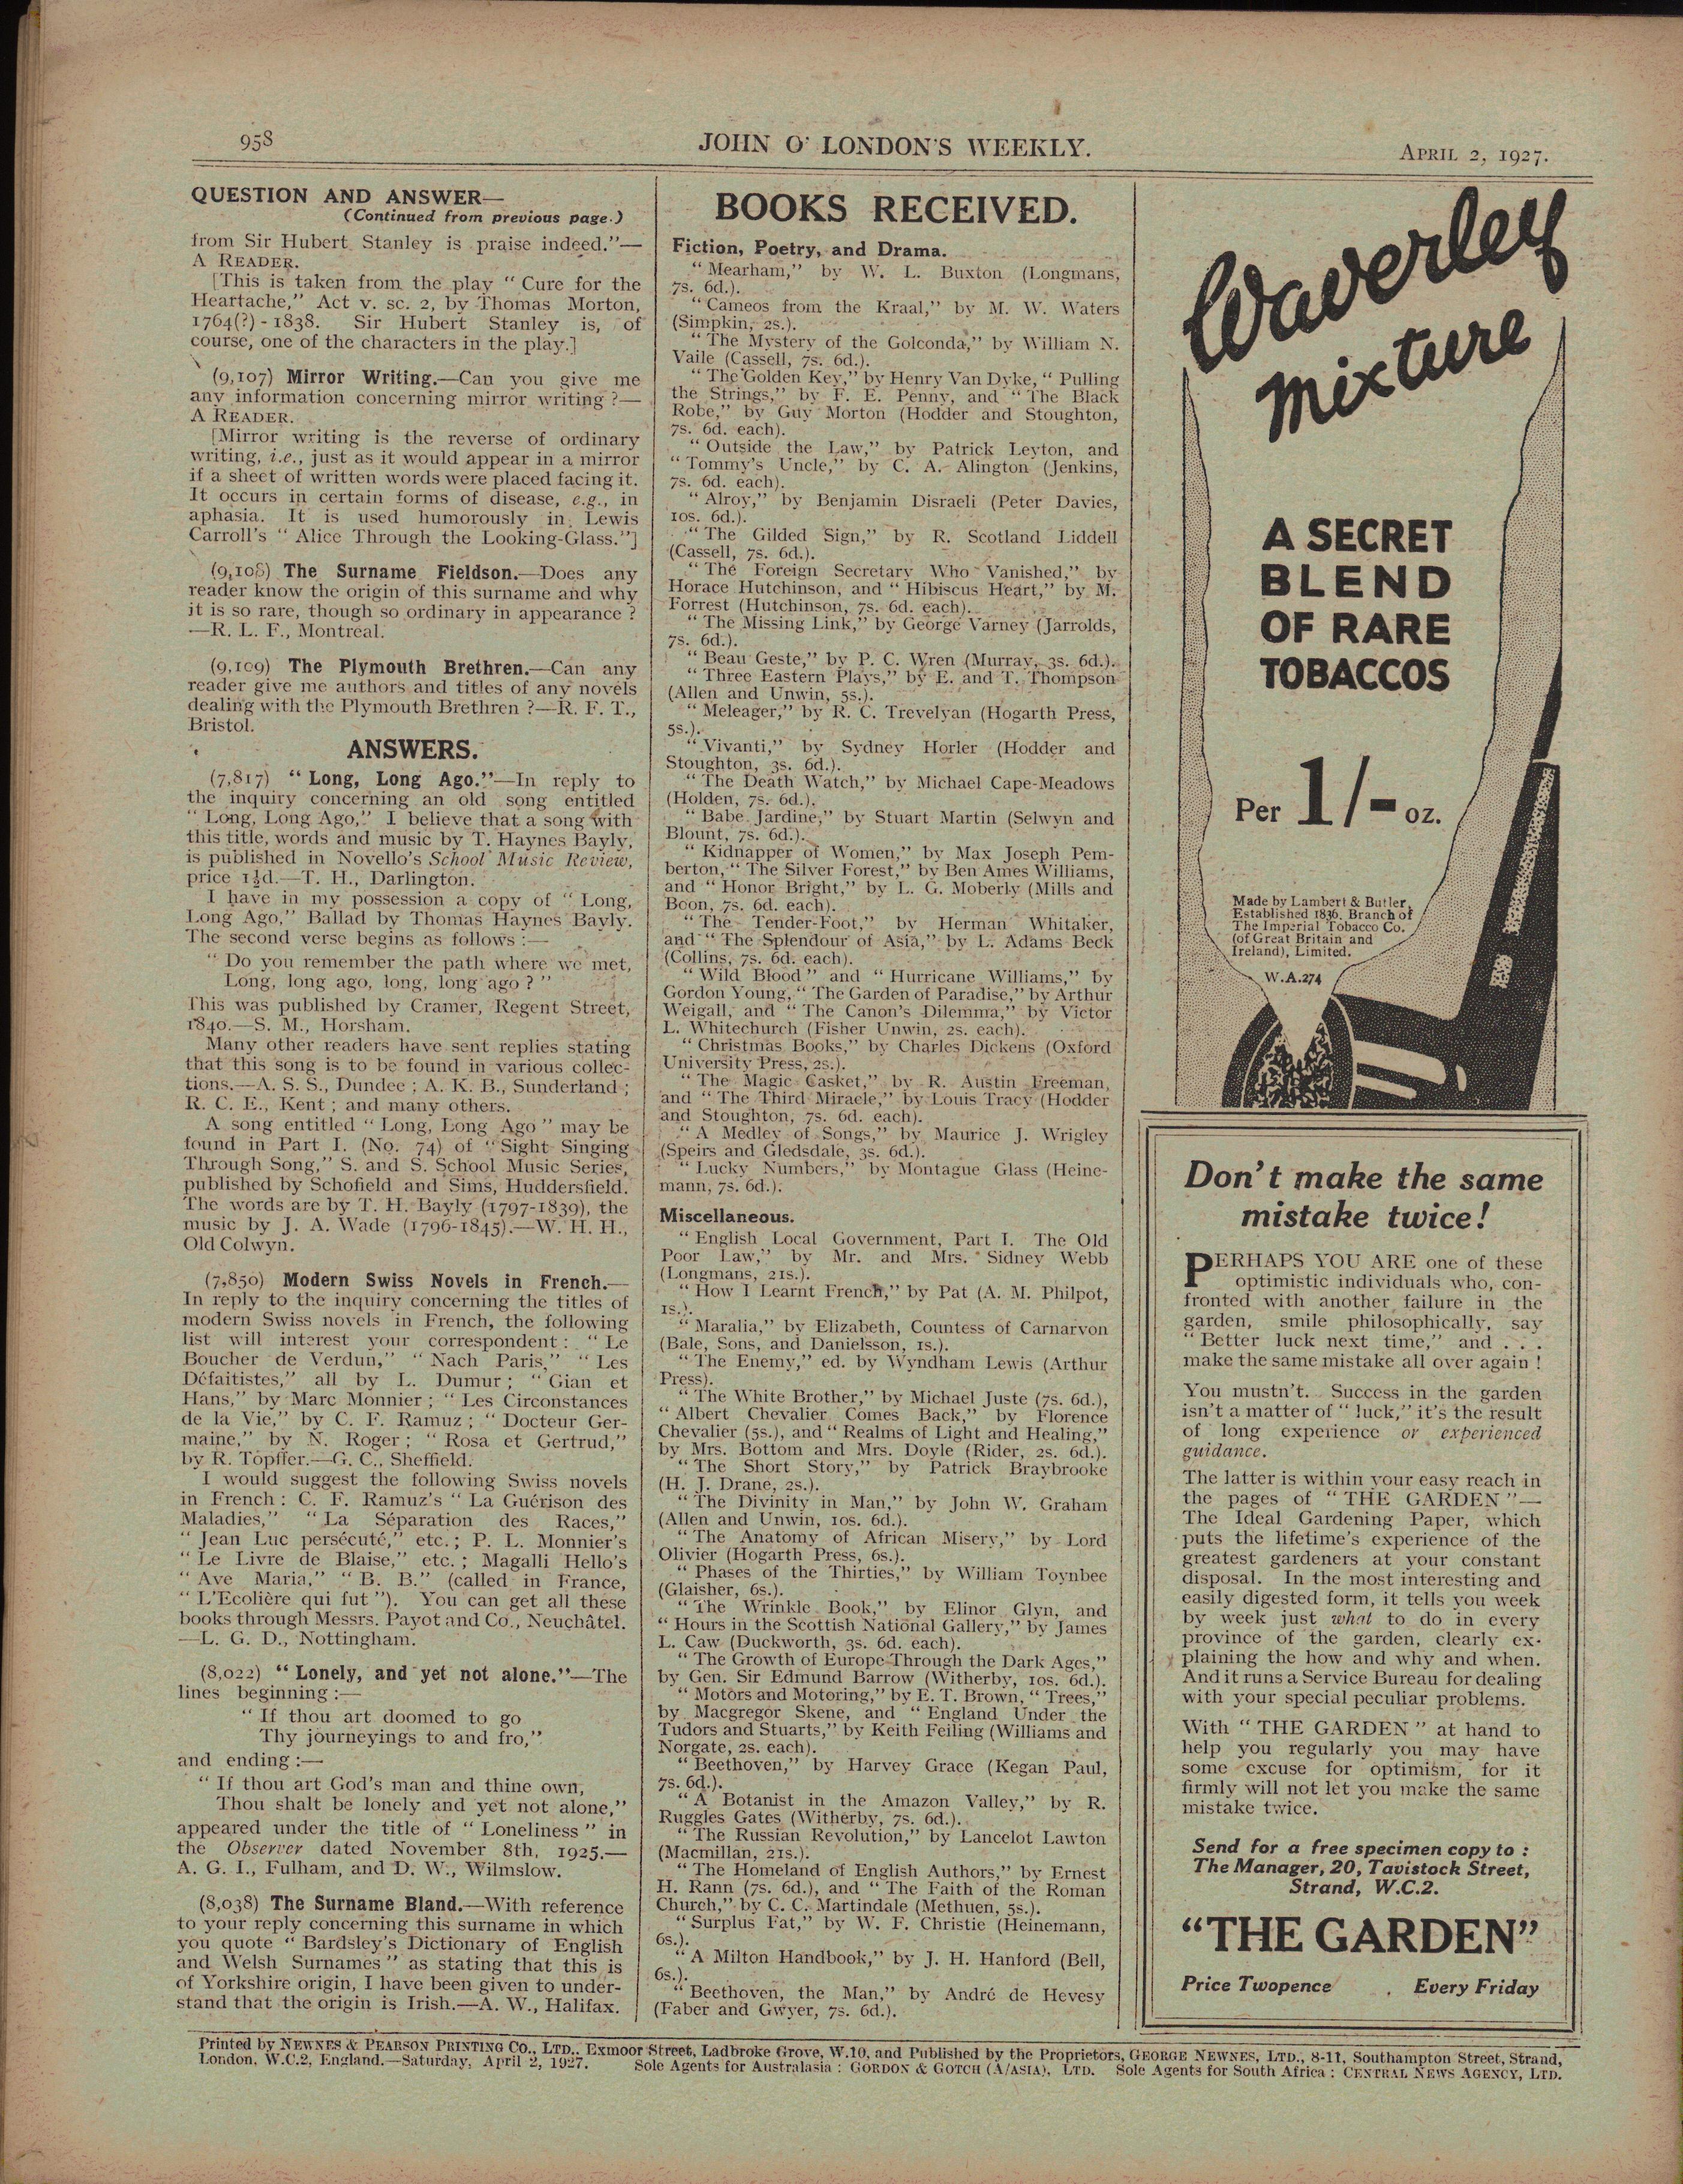 958
JOHN O' LONDON'S WEEKLY.
APRIL 2, 1927.
QUESTION AND ANSWER—
(Continued from previous page.)
from Sir Hubert Stanley is praise indeed."—
A READER.
[This is taken from the play " Cure for the
Heartache," Act v. sc. 2, by Thomas Morton,
1764(?) - 1838. Sir Hubert Stanley is, of
course, one of the characters in the play.]
(9,107) Mirror Writing.—Can you give me
any information concerning mirror writing ?—
A READER.
[Mirror writing is the reverse of ordinary
writing, i.e., just as it would appear in a mirror
if a sheet of written words were placed facing it.
It occurs in certain forms of disease, e.g., in
aphasia. It is used humorously in Lewis
Carroll's " Alice Through the Looking-Glass."]
(9,108) The Surname Fieldson.—Does any
reader know the origin of this surname and why
it is so rare, though so ordinary in appearance ?
—R. L. F., Montreal.
(9,109) The Plymouth Brethren.—Can any
reader give me authors and titles of any novels
dealing with the Plymouth Brethren ?—R. F. T.,
Bristol.
ANSWERS.
(7,817) " Long, Long Ago."—In reply to
the inquiry concerning an old song entitled
" Long, Long Ago," I believe that a song with
this title, words and music by T. Haynes Bayly,
is published in Novello's School Music Review,
price 1½d.—T. H., Darlington.
I have in my possession a copy of " Long,
Long Ago," Ballad by Thomas Haynes Bayly.
The second verse begins as follows :—
" Do you remember the path where we met,
Long, long ago, long, long ago ? "
This was published by Cramer, Regent Street,
1840.—S. M., Horsham.
Many other readers have sent replies stating
that this song is to be found in various collec-
tions.—A. S. S., Dundee ; A. K. B., Sunderland ;
R. C. E., Kent ; and many others.
A song entitled " Long, Long Ago " may be
found in Part I. (No. 74) of " Sight Singing
Through Song," S. and S. School Music Series,
published by Schofield and Sims, Huddersfield.
The words are by T. H. Bayly (1797-1839), the
music by J. A. Wade (1796-1845).—W. H. H.,
Old Colwyn.
(7,850) Modern Swiss Novels in French.—
In reply to the inquiry concerning the titles of
modern Swiss novels in French, the following
list will interest your correspondent : " Le
Boucher de Verdun," " Nach Paris," " Les
Défaitistes," all by L. Dumur ; " Gian et
Hans," by Marc Monnier ; " Les Circonstances
de la Vie," by C. F. Ramuz ; " Docteur Ger-
maine," by N. Roger ; " Rosa et Gertrud,"
by R. Töpffer.—G. C., Sheffield.
I would suggest the following Swiss novels
in French : C. F. Ramuz's " La Guérison des
Maladies," " La Séparation des Races,"
" Jean Luc persécuté," etc. ; P. L. Monnier's
" Le Livre de Blaise," etc. ; Magalli Hello's
" Ave Maria," " B. B." (called in France,
" L'Ecolière qui fut "). You can get all these
books through Messrs. Payot and Co., Neuchâtel.
—L. G. D., Nottingham.
(8,022) " Lonely, and yet not alone."—The
lines beginning :—
" If thou art doomed to go
Thy journeyings to and fro,"
and ending :—
" If thou art God's man and thine own,
Thou shalt be lonely and yet not alone,"
appeared under the title of " Loneliness " in
the Observer dated November 8th, 1925.—
A. G. I., Fulham, and D. W., Wilmslow.
(8,038) The Surname Bland.—With reference
to your reply concerning this surname in which
you quote " Bardsley's Dictionary of English
and Welsh Surnames " as stating that this is
of Yorkshire origin, I have been given to under-
stand that the origin is Irish.—A. W., Halifax.
BOOKS RECEIVED.
Fiction, Poetry, and Drama.
" Mearham," by W. L. Buxton (Longmans,
7s. 6d.).
" Cameos from the Kraal," by M. W. Waters
(Simpkin, 2s.).
" The Mystery of the Golconda," by William N.
Vaile (Cassell, 7s. 6d.).
" The Golden Key," by Henry Van Dyke, " Pulling
the Strings," by F. E. Penny, and " The Black
Robe," by Guy Morton (Hodder and Stoughton,
7s. 6d. each).
" Outside the Law," by Patrick Leyton, and
" Tommy's Uncle," by C. A. Alington (Jenkins,
7s. 6d. each).
" Alroy," by Benjamin Disraeli (Peter Davies,
10s. 6d.).
" The Gilded Sign," by R. Scotland Liddell
(Cassell, 7s. 6d.).
" The Foreign Secretary Who Vanished," by
Horace Hutchinson, and " Hibiscus Heart," by M.
Forrest (Hutchinson, 7s. 6d. each).
" The Missing Link," by George Varney (Jarrolds,
7s. 6d.).
" Beau Geste," by P. C. Wren (Murray, 3s. 6d.).
" Three Eastern Plays," by E. and T. Thompson
(Allen and Unwin, 5s.).
" Meleager," by R. C. Trevelyan (Hogarth Press,
5s.).
" Vivanti," by Sydney Horler (Hodder and
Stoughton, 3s. 6d.).
" The Death Watch," by Michael Cape-Meadows
(Holden, 7s. 6d.).
" Babe Jardine," by Stuart Martin (Selwyn and
Blount, 7s. 6d.).
" Kidnapper of Women," by Max Joseph Pem-
berton, " The Silver Forest," by Ben Ames Williams,
and " Honor Bright," by L. G. Moberly (Mills and
Boon, 7s. 6d. each).
" The Tender-Foot," by Herman Whitaker,
and " The Splendour of Asia," by L. Adams Beck
(Collins, 7s. 6d. each).
" Wild Blood " and " Hurricane Williams," by
Gordon Young, " The Garden of Paradise," by Arthur
Weigall, and " The Canon's Dilemma," by Victor
L. Whitechurch (Fisher Unwin, 2s. each).
" Christmas Books," by Charles Dickens (Oxford
University Press, 2s.).
" The Magic Casket," by R. Austin Freeman,
and " The Third Miracle," by Louis Tracy (Hodder
and Stoughton, 7s. 6d. each).
" A Medley of Songs," by Maurice J. Wrigley
(Speirs and Gledsdale, 3s. 6d.).
" Lucky Numbers," by Montague Glass (Heine-
mann, 7s. 6d.).
Miscellaneous.
" English Local Government, Part I. The Old
Poor Law," by Mr. and Mrs. Sidney Webb
(Longmans, 21s.).
" How I Learnt French," by Pat (A. M. Philpot,
1s.).
" Maralia," by Elizabeth, Countess of Carnarvon
(Bale, Sons, and Danielsson, 1s.).
" The Enemy," ed. by Wyndham Lewis (Arthur
Press).
" The White Brother," by Michael Juste (7s. 6d.),
" Albert Chevalier Comes Back," by Florence
Chevalier (5s.), and " Realms of Light and Healing,"
by Mrs. Bottom and Mrs. Doyle (Rider, 2s. 6d.).
" The Short Story," by Patrick Braybrooke
(H. J. Drane, 2s.).
" The Divinity in Man," by John W. Graham
(Allen and Unwin, 10s. 6d.).
" The Anatomy of African Misery," by Lord
Olivier (Hogarth Press, 6s.).
" Phases of the Thirties," by William Toynbee
(Glaisher, 6s.).
" The Wrinkle Book," by Elinor Glyn, and
" Hours in the Scottish National Gallery," by James
L. Caw (Duckworth, 3s. 6d. each).
" The Growth of Europe Through the Dark Ages,"
by Gen. Sir Edmund Barrow (Witherby, 10s. 6d.).
" Motors and Motoring," by E. T. Brown, " Trees,"
by Macgregor Skene, and " England Under the
Tudors and Stuarts," by Keith Feiling (Williams and
Norgate, 2s. each).
" Beethoven," by Harvey Grace (Kegan Paul,
7s. 6d.).
" A Botanist in the Amazon Valley," by R.
Ruggles Gates (Witherby, 7s. 6d.).
" The Russian Revolution," by Lancelot Lawton
(Macmillan, 21s.).
" The Homeland of English Authors," by Ernest
H. Rann (7s. 6d.), and " The Faith of the Roman
Church," by C. C. Martindale (Methuen, 5s.).
" Surplus Fat," by W. F. Christie (Heinemann,
6s.).
" A Milton Handbook," by J. H. Hanford (Bell,
6s.).
" Beethoven, the Man," by André de Hevesy
(Faber and Gwyer, 7s. 6d.).
Waverley
Mixture
A SECRET
BLEND
OF RARE
TOBACCOS
Per 1/- oz.
Made by Lambert & Butler,
Established 1836. Branch of
The Imperial Tobacco Co.
(of Great Britain and
Ireland), Limited.
W.A.274
Don't make the same
mistake twice!
PERHAPS YOU ARE one of these
optimistic individuals who, con-
fronted with another failure in the
garden, smile philosophically, say
" Better luck next time," and . . .
make the same mistake all over again !
You mustn't. Success in the garden
isn't a matter of " luck," it's the result
of long experience or experienced
guidance.
The latter is within your easy reach in
the pages of " THE GARDEN "—
The Ideal Gardening Paper, which
puts the lifetime's experience of the
greatest gardeners at your constant
disposal. In the most interesting and
easily digested form, it tells you week
by week just what to do in every
province of the garden, clearly ex-
plaining the how and why and when.
And it runs a Service Bureau for dealing
with your special peculiar problems.
With " THE GARDEN " at hand to
help you regularly you may have
some excuse for optimism, for it
firmly will not let you make the same
mistake twice.
Send for a free specimen copy to :
The Manager, 20, Tavistock Street,
Strand, W.C.2.
"THE GARDEN"
Price Twopence . Every Friday
Printed by NEWNES & PEARSON PRINTING CO., LTD., Exmoor Street, Ladbroke Grove, W.10, and Published by the Proprietors, GEORGE NEWNES, LTD., 8-11, Southampton Street, Strand,
London, W.C.2, England.—Saturday, April 2, 1927. Sole Agents for Australasia : GORDON & GOTCH (A/ASIA), LTD. Sole Agents for South Africa : CENTRAL NEWS AGENCY, LTD.